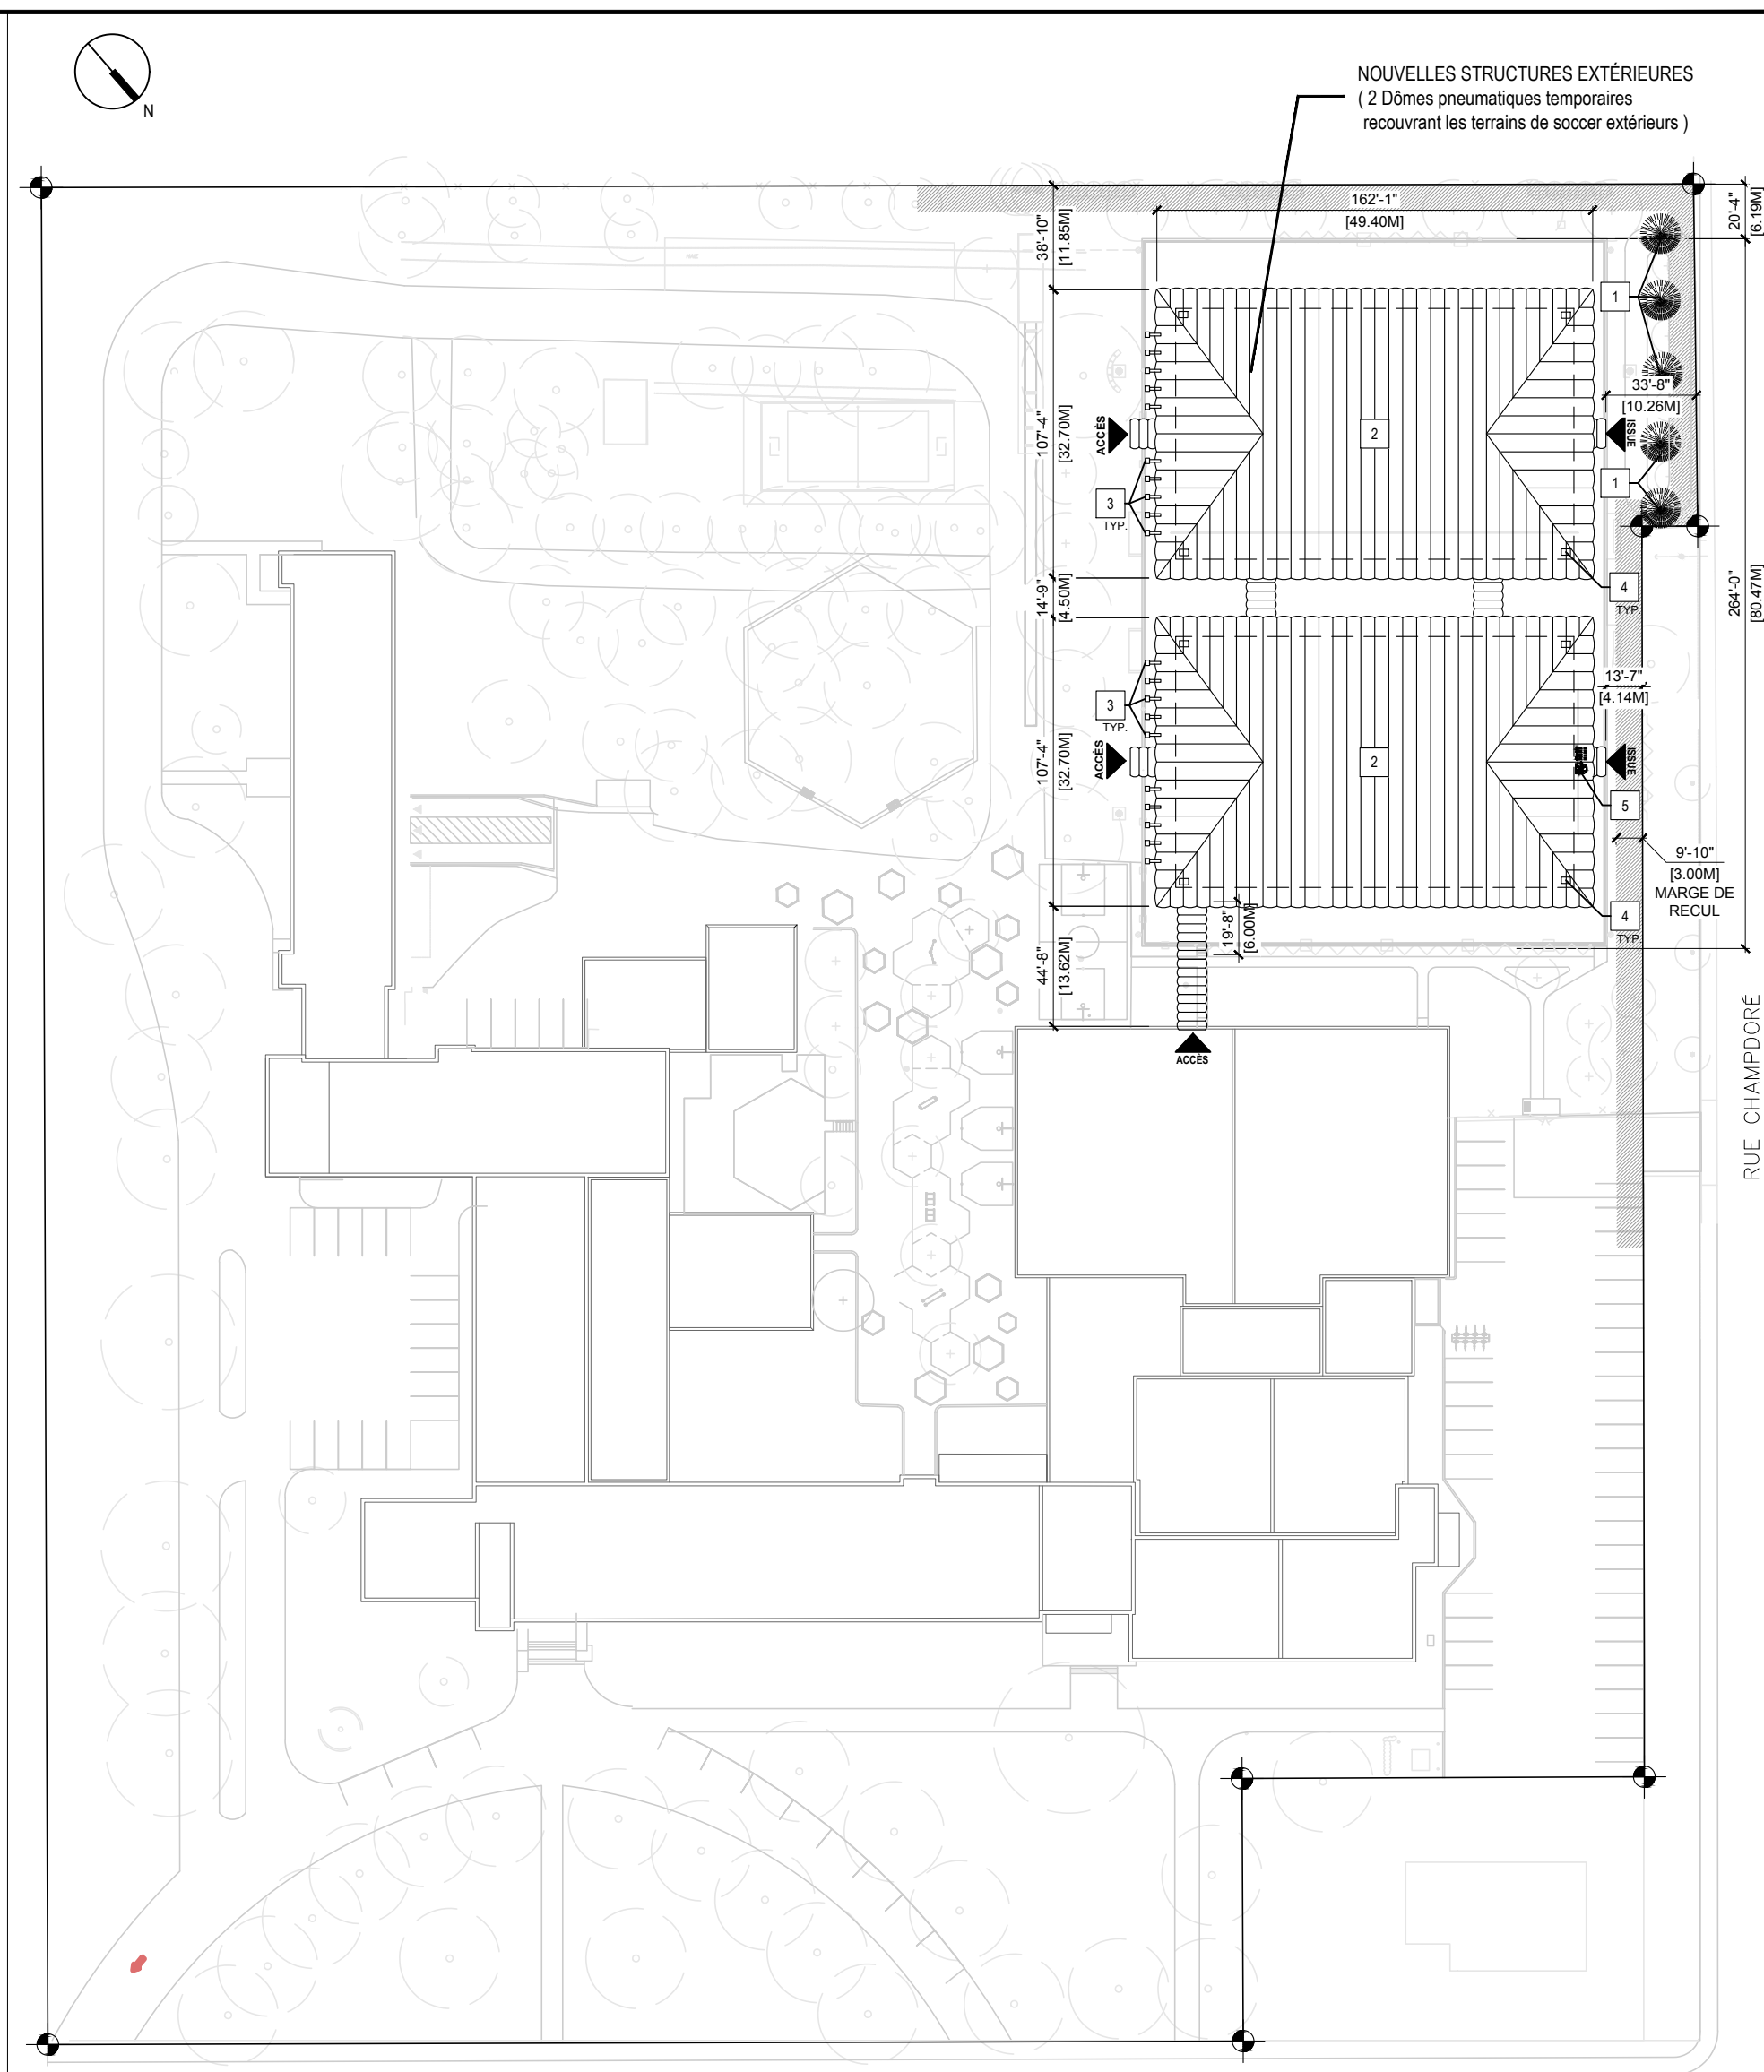 N
NOUVELLES STRUCTURES EXTÉRIEURES
( 2 Dômes pneumatiques temporaires
recouvrant les terrains de soccer extérieurs )
162'-1"
[49.40M]
20'-4"
[6.19M]
38'-10"
[11.85M]
1
33'-8"
[10.26M]
107'-4"
[32.70M]
ACCÈS
2
ISSUE
1
3
TYP.
14'-9"
[4.50M]
4
TYP.
264'-0"
[80.47M]
13'-7"
[4.14M]
3
TYP.
107'-4"
[32.70M]
ACCÈS
2
ISSUE
5
9'-10"
[3.00M]
MARGE DE
RECUL
4
TYP.
19'-8"
[6.00M]
44'-8"
[13.62M]
ACCÈS
RUE CHAMPDORÉ